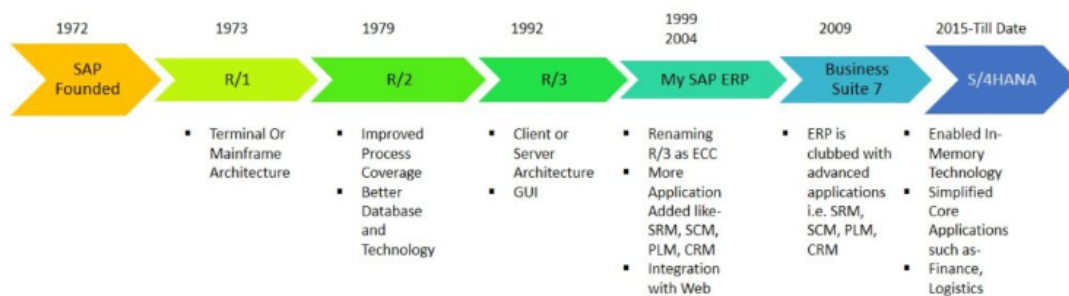 1972
1973
1979
1992
1999
2004
2009
2015-Till Date
SAP
Founded
R/1
R/2
R/3
My SAP ERP
Business
Suite 7
S/4HANA
▪ Terminal Or
Mainframe
Architecture
▪ Improved
Process
Coverage
▪ Better
Database
and
Technology
▪ Client or
Server
Architecture
▪ GUI
▪ Renaming
R/3 as ECC
▪ More
Application
Added like-
SRM, SCM,
PLM, CRM
▪ Integration
with Web
▪ ERP is
clubbed with
advanced
applications
i.e. SRM,
SCM, PLM,
CRM
▪ Enabled In-
Memory
Technology
▪ Simplified
Core
Applications
such as-
▪ Finance,
Logistics